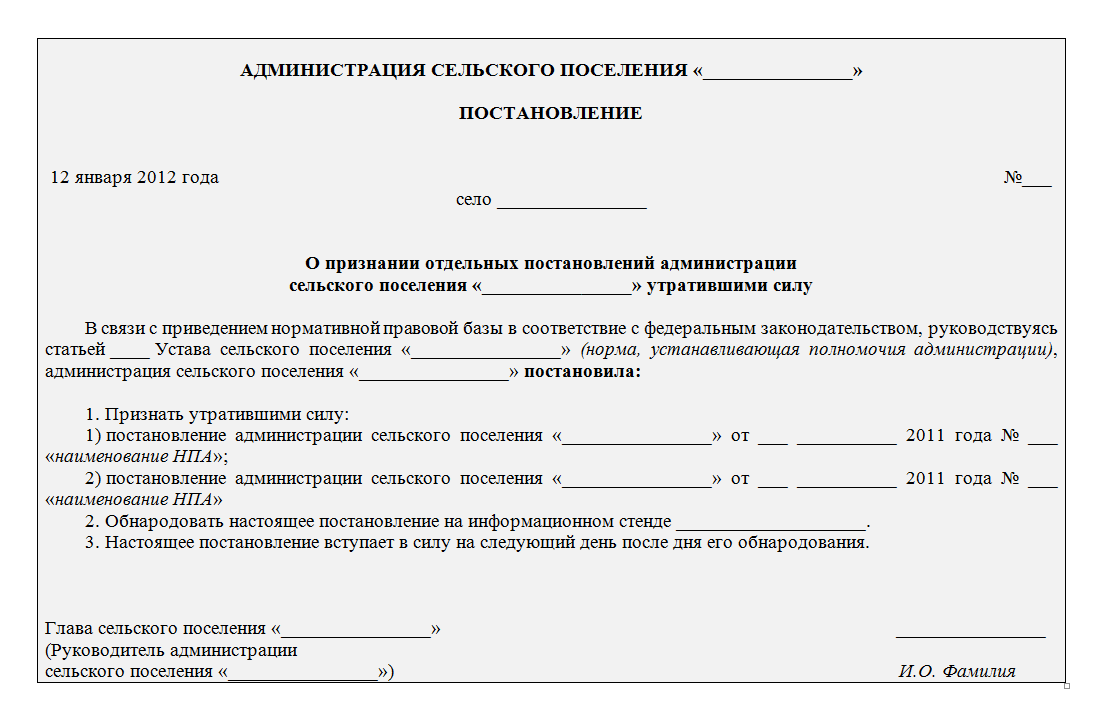 АДМИНИСТРАЦИЯ СЕЛЬСКОГО ПОСЕЛЕНИЯ «_______________»
ПОСТАНОВЛЕНИЕ
12 января 2012 года №___
село _______________
О признании отдельных постановлений администрации
сельского поселения «_______________» утратившими силу
В связи с приведением нормативной правовой базы в соответствие с федеральным законодательством, руководствуясь
статьей ____ Устава сельского поселения «_______________» (норма, устанавливающая полномочия администрации),
администрация сельского поселения «_______________» постановила:
1. Признать утратившими силу:
1) постановление администрации сельского поселения «_______________» от ___ __________ 2011 года № ___
«наименование НПА»;
2) постановление администрации сельского поселения «_______________» от ___ __________ 2011 года № ___
«наименование НПА»
2. Обнародовать настоящее постановление на информационном стенде ___________________.
3. Настоящее постановление вступает в силу на следующий день после дня его обнародования.
Глава сельского поселения «_______________» _______________
(Руководитель администрации
сельского поселения «_______________») И.О. Фамилия